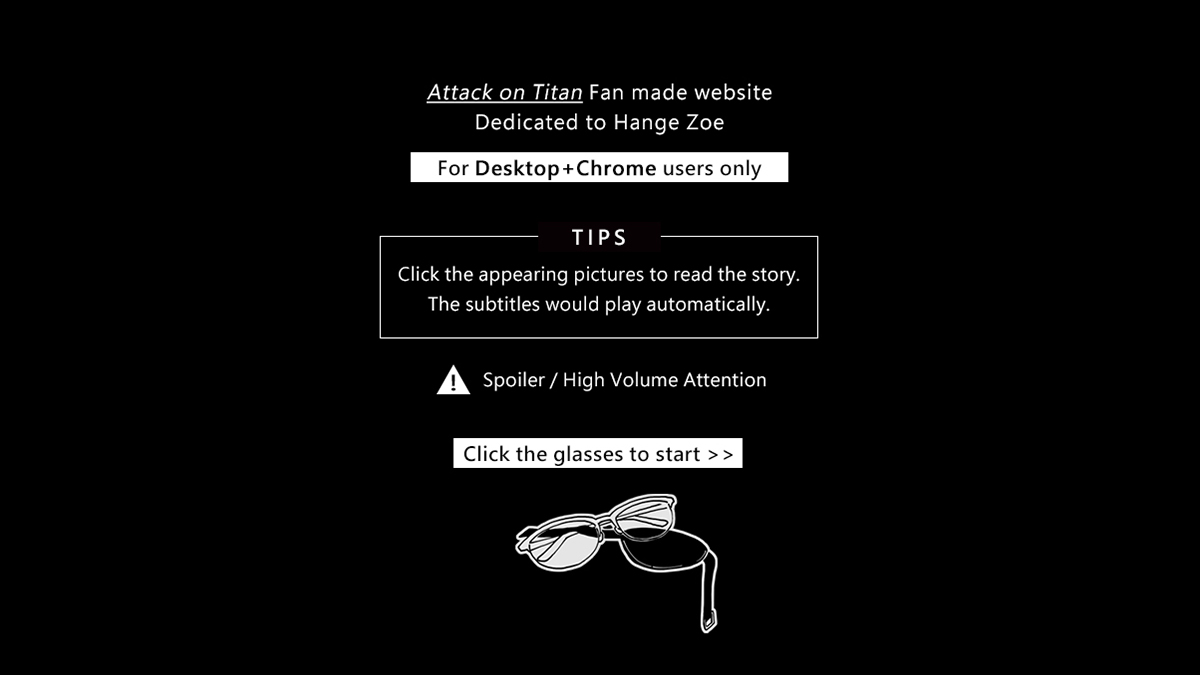 Attack on Titan Fan made website
Dedicated to Hange Zoe
For Desktop+Chrome users only
TIPS
Click the appearing pictures to read the story.
The subtitles would play automatically.
! Spoiler / High Volume Attention
Click the glasses to start >>